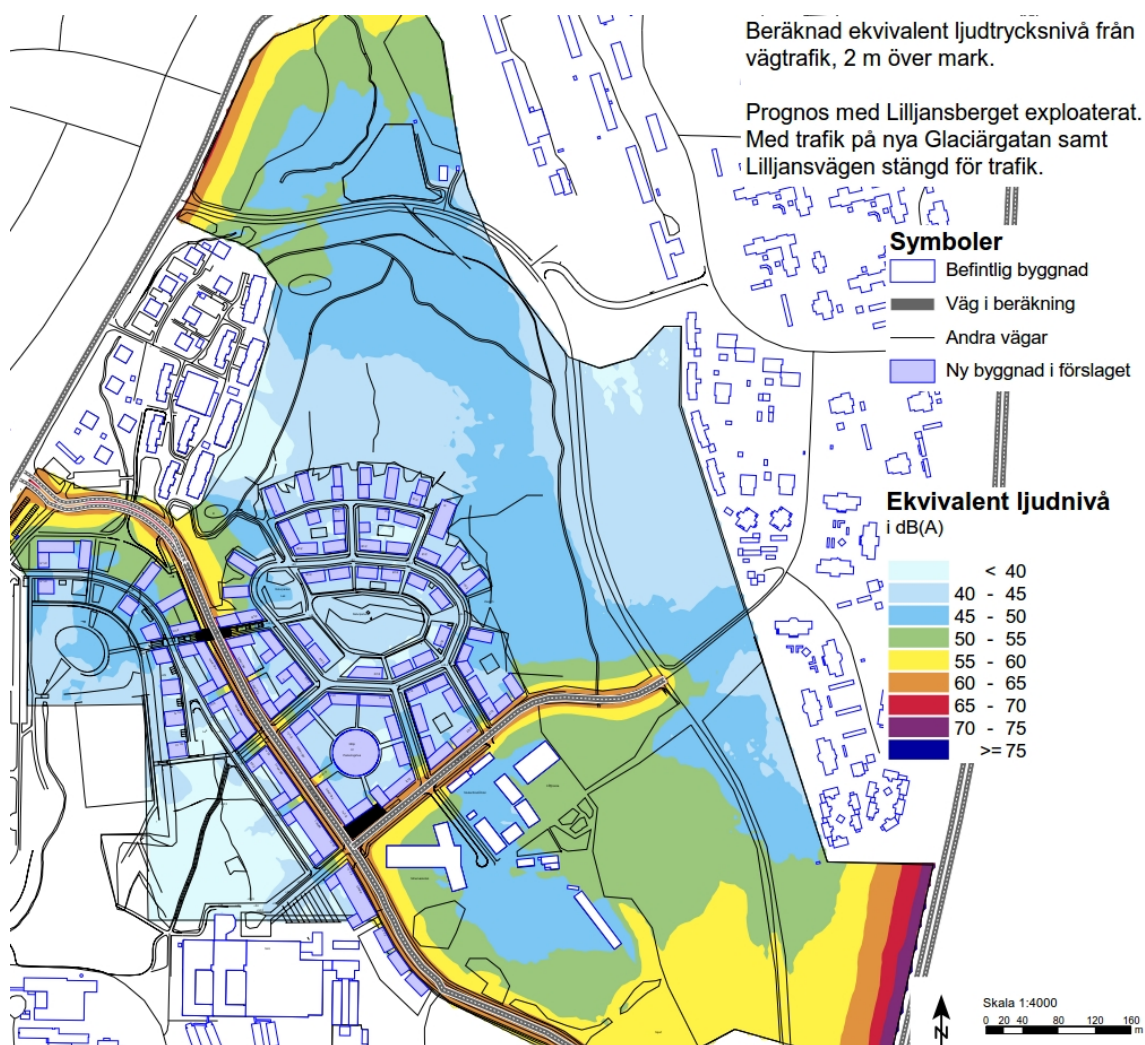 Beräknad ekvivalent ljudtrycksnivå från
vägtrafik, 2 m över mark.
Prognos med Lilljansberget exploaterat.
Med trafik på nya Glaciärgatan samt
Lilljansvägen stängd för trafik.
Symboler
Befintlig byggnad
Väg i beräkning
Andra vägar
Ny byggnad i förslaget
Ekvivalent ljudnivå
i dB(A)
< 40
40 - 45
45 - 50
50 - 55
55 - 60
60 - 65
65 - 70
70 - 75
>= 75
Skala 1:4000
0 20 40 80 120 160
m
N